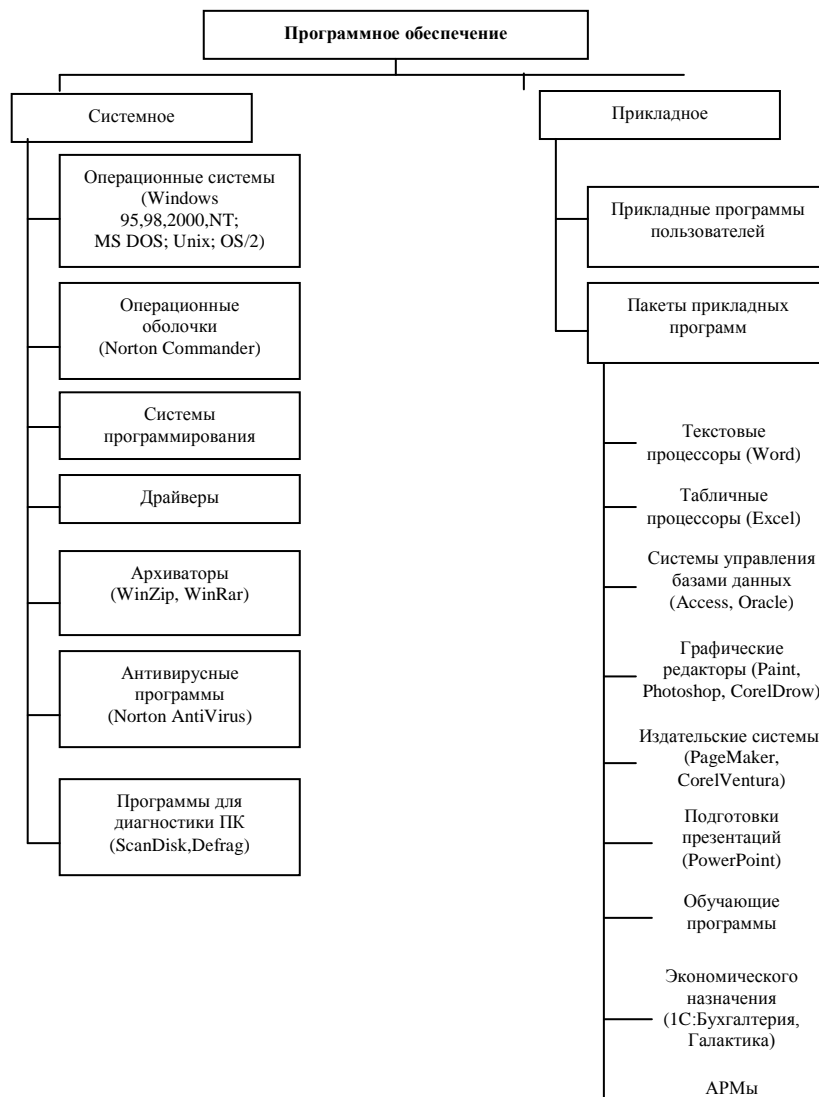 Программное обеспечение
Системное
Операционные системы
(Windows
95,98,2000,NT;
MS DOS; Unix; OS/2)
Операционные
оболочки
(Norton Commander)
Системы
программирования
Драйверы
Архиваторы
(WinZip, WinRar)
Антивирусные
программы
(Norton AntiVirus)
Программы для
диагностики ПК
(ScanDisk,Defrag)
Прикладное
Прикладные программы
пользователей
Пакеты прикладных
программ
Текстовые
процессоры (Word)
Табличные
процессоры (Excel)
Системы управления
базами данных
(Access, Oracle)
Графические
редакторы (Paint,
Photoshop, CorelDrow)
Издательские системы
(PageMaker,
CorelVentura)
Подготовки
презентаций
(PowerPoint)
Обучающие
программы
Экономического
назначения
(1С:Бухгалтерия,
Галактика)
АРМы